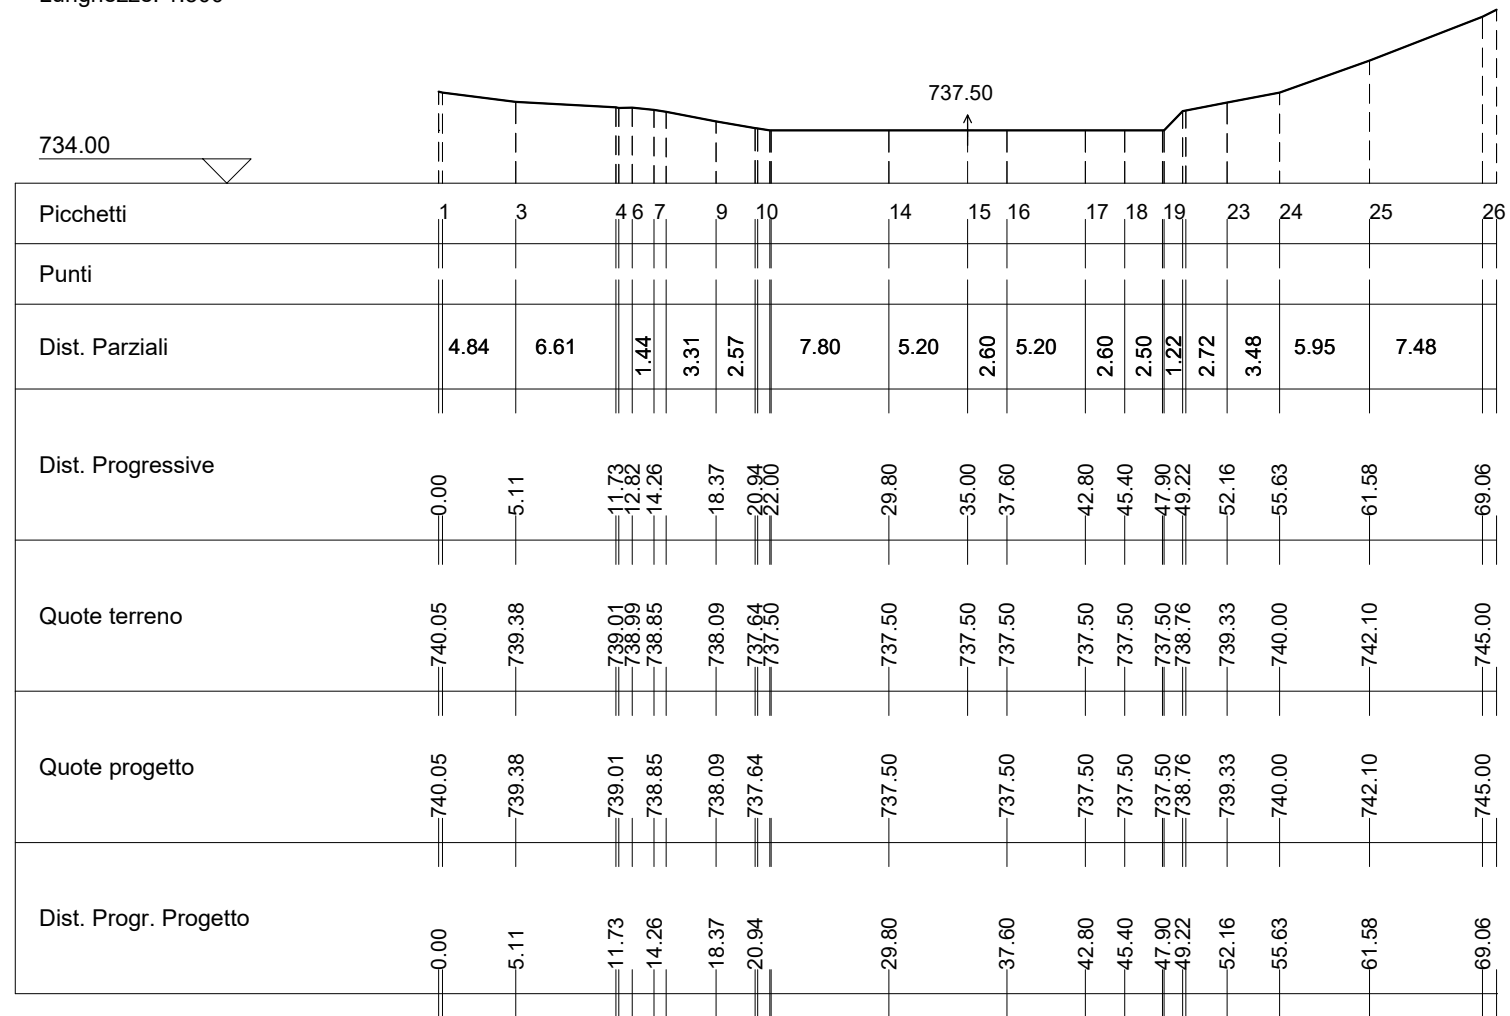 737.50
734.00
Picchetti 1 3 4 6 7 9 10 14 15 16 17 18 19 23 24 25 26
Punti
Dist. Parziali 4.84 6.61 1.44 3.31 2.57 7.80 5.20 2.60 5.20 2.60 2.50 1.22 2.72 3.48 5.95 7.48
Dist. Progressive 0.00 5.11 11.73 12.82 14.26 18.37 20.94 22.00 29.80 35.00 37.60 42.80 45.40 47.90 49.22 52.16 55.63 61.58 69.06
Quote terreno 740.05 739.38 739.01 738.99 738.85 738.09 737.64 737.50 737.50 737.50 737.50 737.50 737.50 737.50 738.76 739.33 740.00 742.10 745.00
Quote progetto 740.05 739.38 739.01 738.85 738.09 737.64 737.50 737.50 737.50 737.50 737.50 738.76 739.33 740.00 742.10 745.00
Dist. Progr. Progetto 0.00 5.11 11.73 14.26 18.37 20.94 29.80 37.60 42.80 45.40 47.90 49.22 52.16 55.63 61.58 69.06